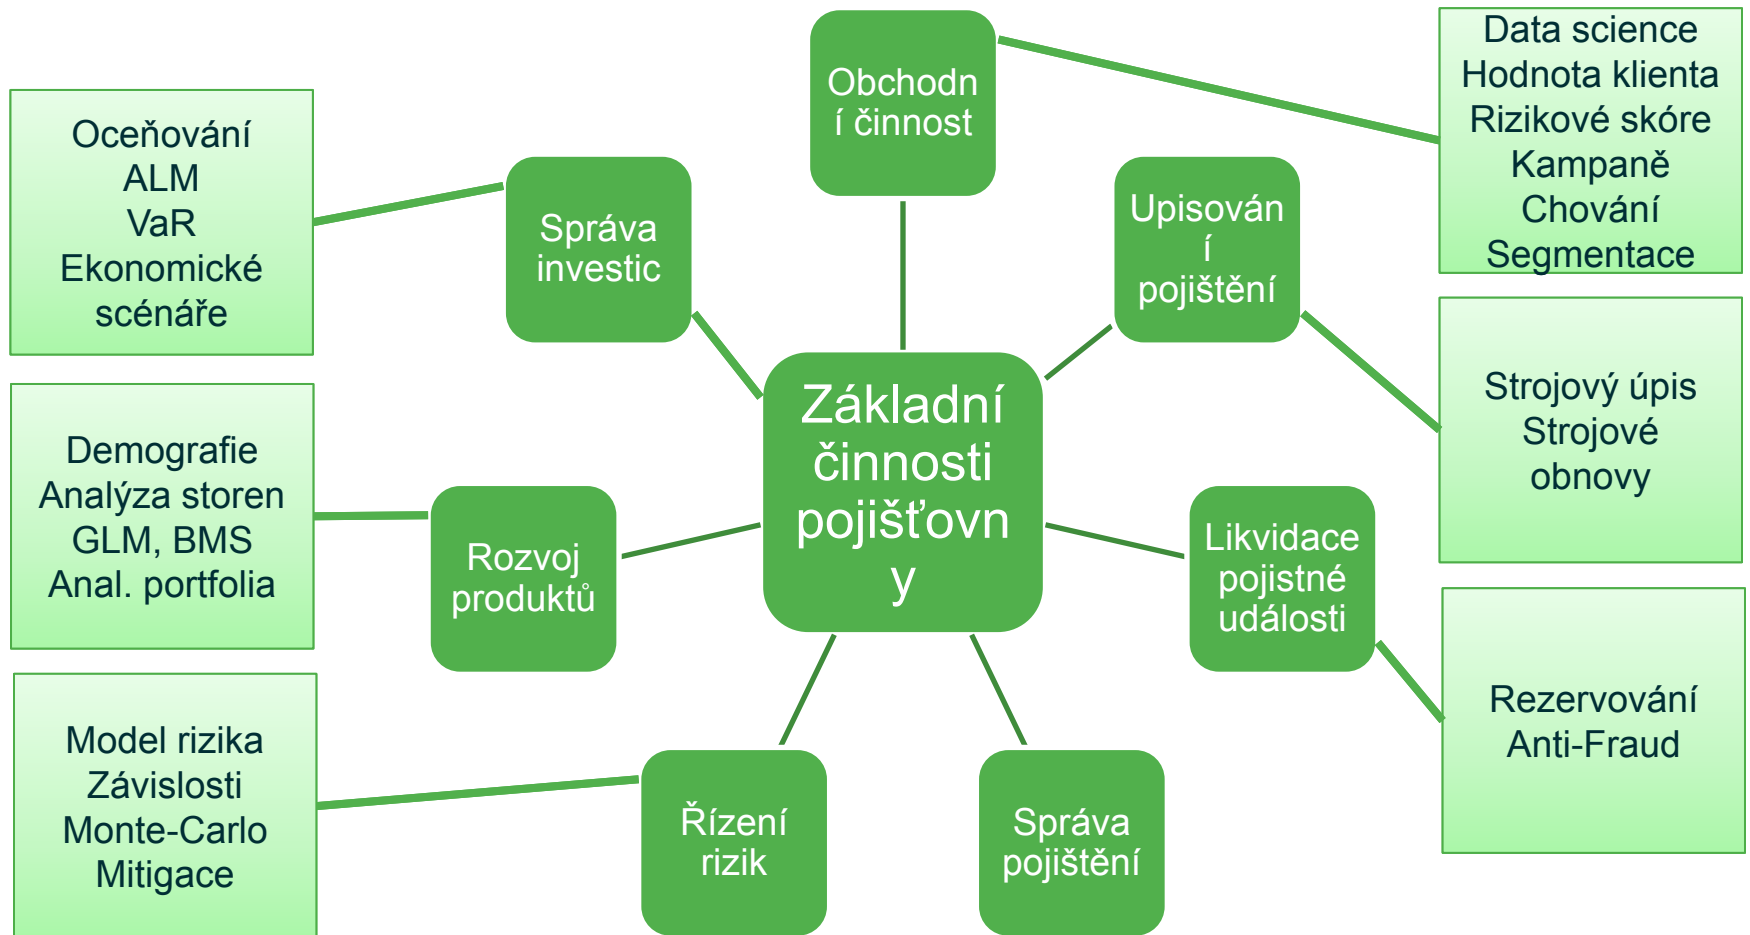 Obchodn
í činnost
Data science
Hodnota klienta
Rizikové skóre
Kampaně
Chování
Segmentace
Oceňování
ALM
VaR
Ekonomické
scénáře
Správa
investic
Upisován
í
pojištění
Základní
činnosti
pojišťovn
y
Strojový úpis
Strojové
obnovy
Demografie
Analýza storen
GLM, BMS
Anal. portfolia
Rozvoj
produktů
Likvidace
pojistné
události
Rezervování
Anti-Fraud
Model rizika
Závislosti
Monte-Carlo
Mitigace
Řízení
rizik
Správa
pojištění